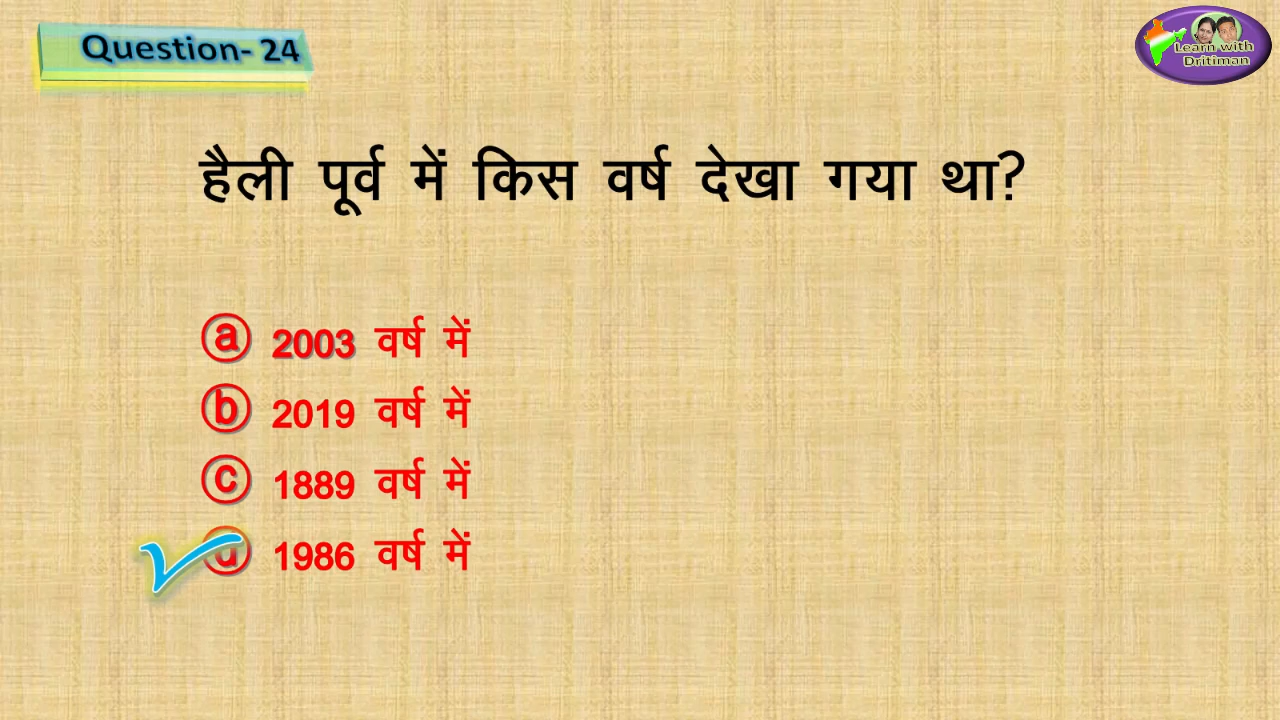 Question- 24
Learn with
Dritiman
हैली पूर्व में किस वर्ष देखा गया था?
ⓐ 2003 वर्ष में
ⓑ 2019 वर्ष में
ⓒ 1889 वर्ष में
ⓓ 1986 वर्ष में